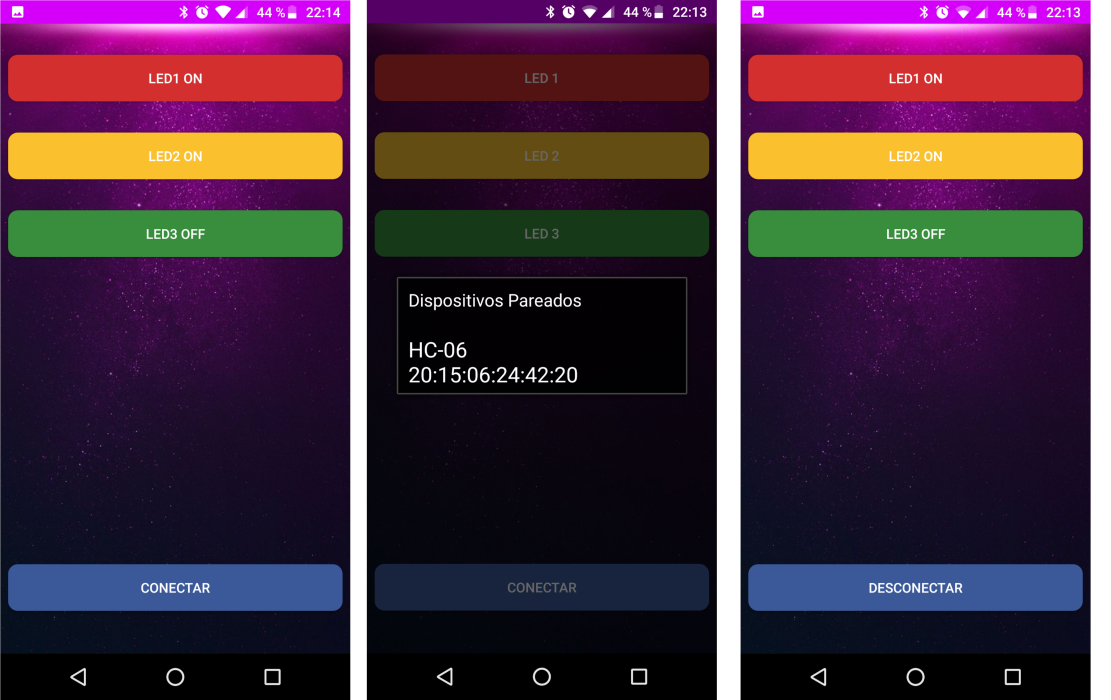 44 % 22:14
LED1 ON
LED2 ON
LED3 OFF
CONECTAR
44 % 22:13
LED 1
LED 2
LED 3
Dispositivos Pareados
HC-06
20:15:06:24:42:20
CONECTAR
44 % 22:13
LED1 ON
LED2 ON
LED3 OFF
DESCONECTAR